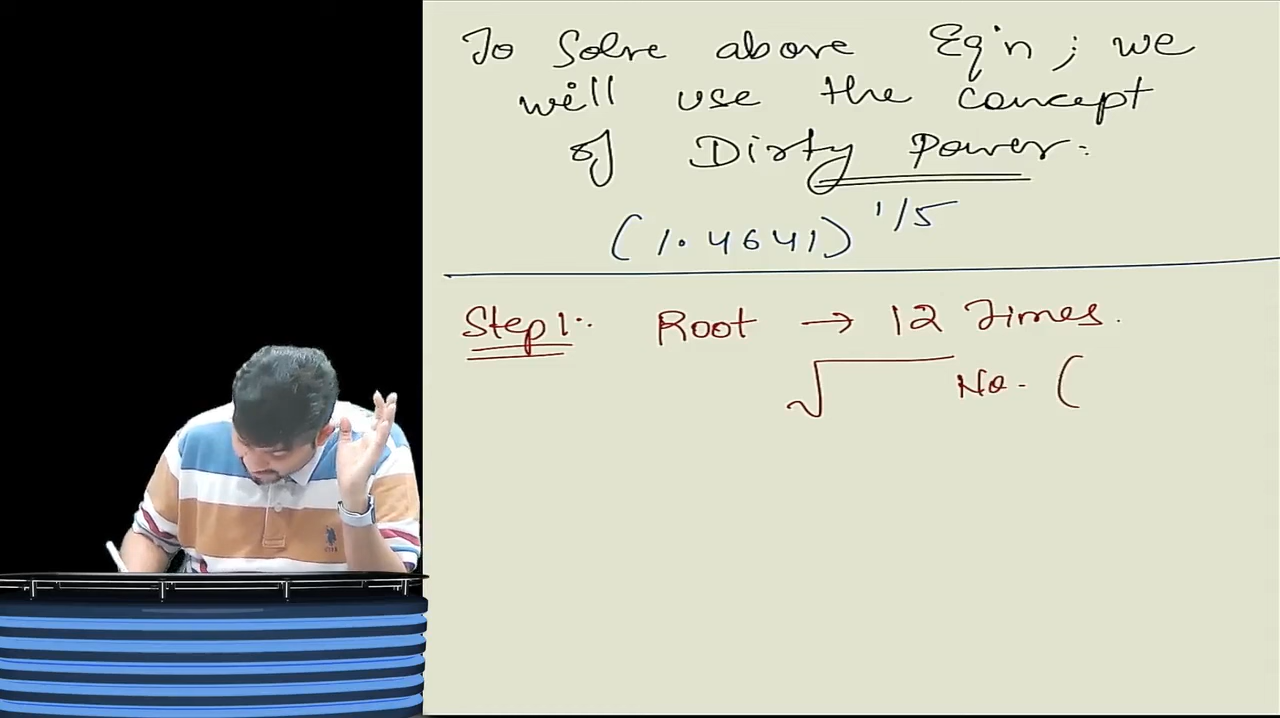 To Solve above Eq'n ; we
will use the concept
of Dirty Power.
(1.4641)^1/5
Step 1:. Root → 12 Times.
√ No. (